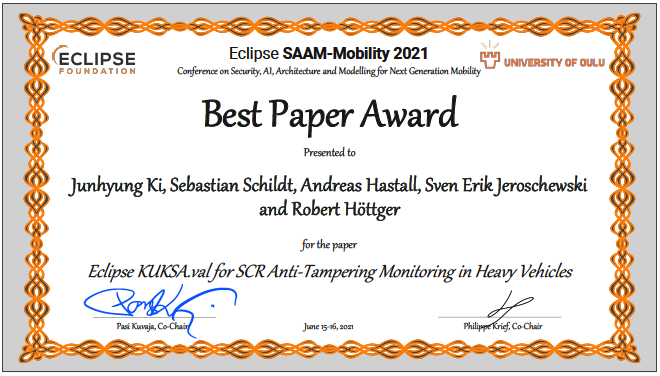 ECLIPSE
FOUNDATION
Eclipse SAAM-Mobility 2021
Conference on Security, AI, Architecture and Modelling for Next Generation Mobility
UNIVERSITY OF OULU
Best Paper Award
Presented to
Junhyung Ki, Sebastian Schildt, Andreas Hastall, Sven Erik Jeroschewski
and Robert Höttger
for the paper
Eclipse KUKSA.val for SCR Anti-Tampering Monitoring in Heavy Vehicles
Pasi Kuvaja, Co-Chair
June 15-16, 2021
Philippe Krief, Co-Chair